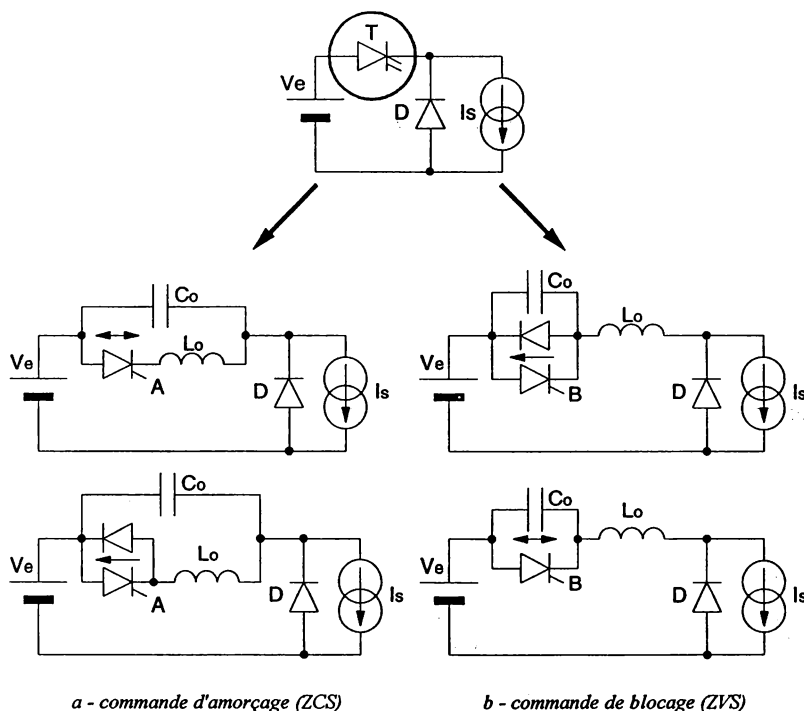 T
Ve
D
Is
Co
Lo
Ve
A
D
Is
Co
Lo
Ve
B
D
Is
Co
Lo
Ve
A
D
Is
Co
Lo
Ve
B
D
Is
a - commande d'amorçage (ZCS)
b - commande de blocage (ZVS)